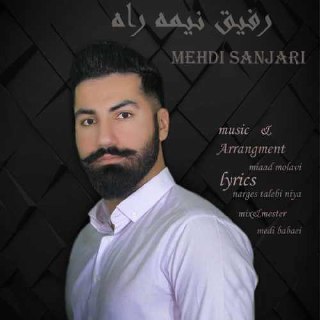 رفیق نیمه راه
MEHDI SANJARI
music &
Arrangment
miaad molavi
lyrics
narges talebi niya
mix&mester
medi babaei